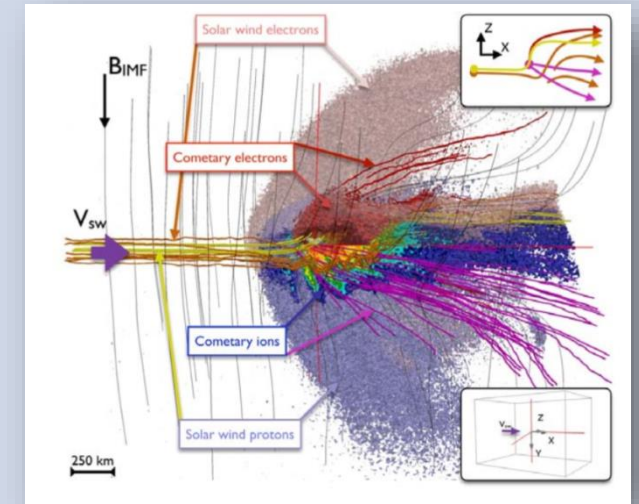 Solar wind electrons
Z
X
BIMF
Cometary electrons
Vsw
Cometary ions
Solar wind protons
Z
X
Y
250 km